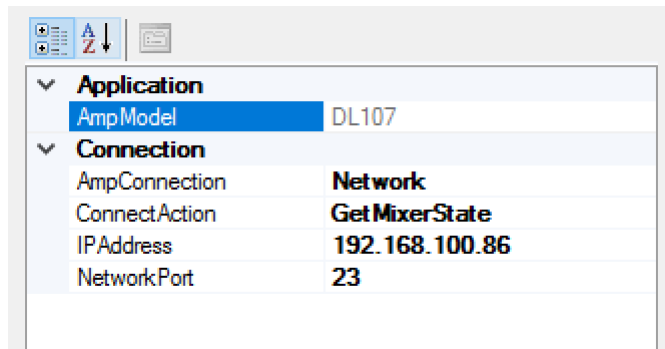 A
Z
Application
AmpModel DL107
Connection
AmpConnection Network
ConnectAction GetMixerState
IPAddress 192.168.100.86
NetworkPort 23